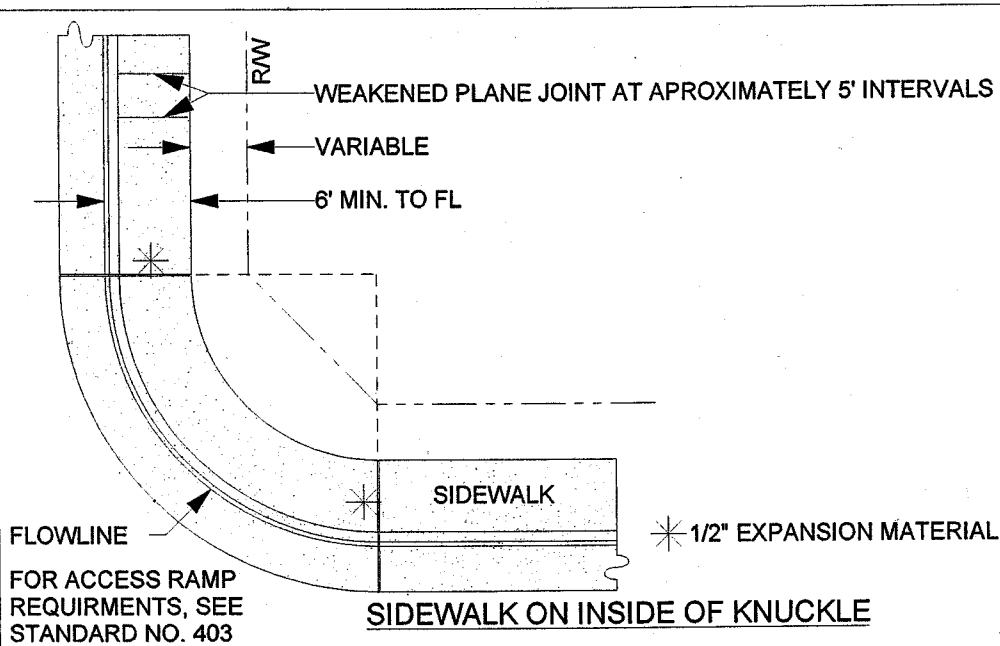 R/W
WEAKENED PLANE JOINT AT APROXIMATELY 5' INTERVALS
VARIABLE
6' MIN. TO FL
SIDEWALK
1/2" EXPANSION MATERIAL
FLOWLINE
FOR ACCESS RAMP
REQUIRMENTS, SEE
STANDARD NO. 403
SIDEWALK ON INSIDE OF KNUCKLE